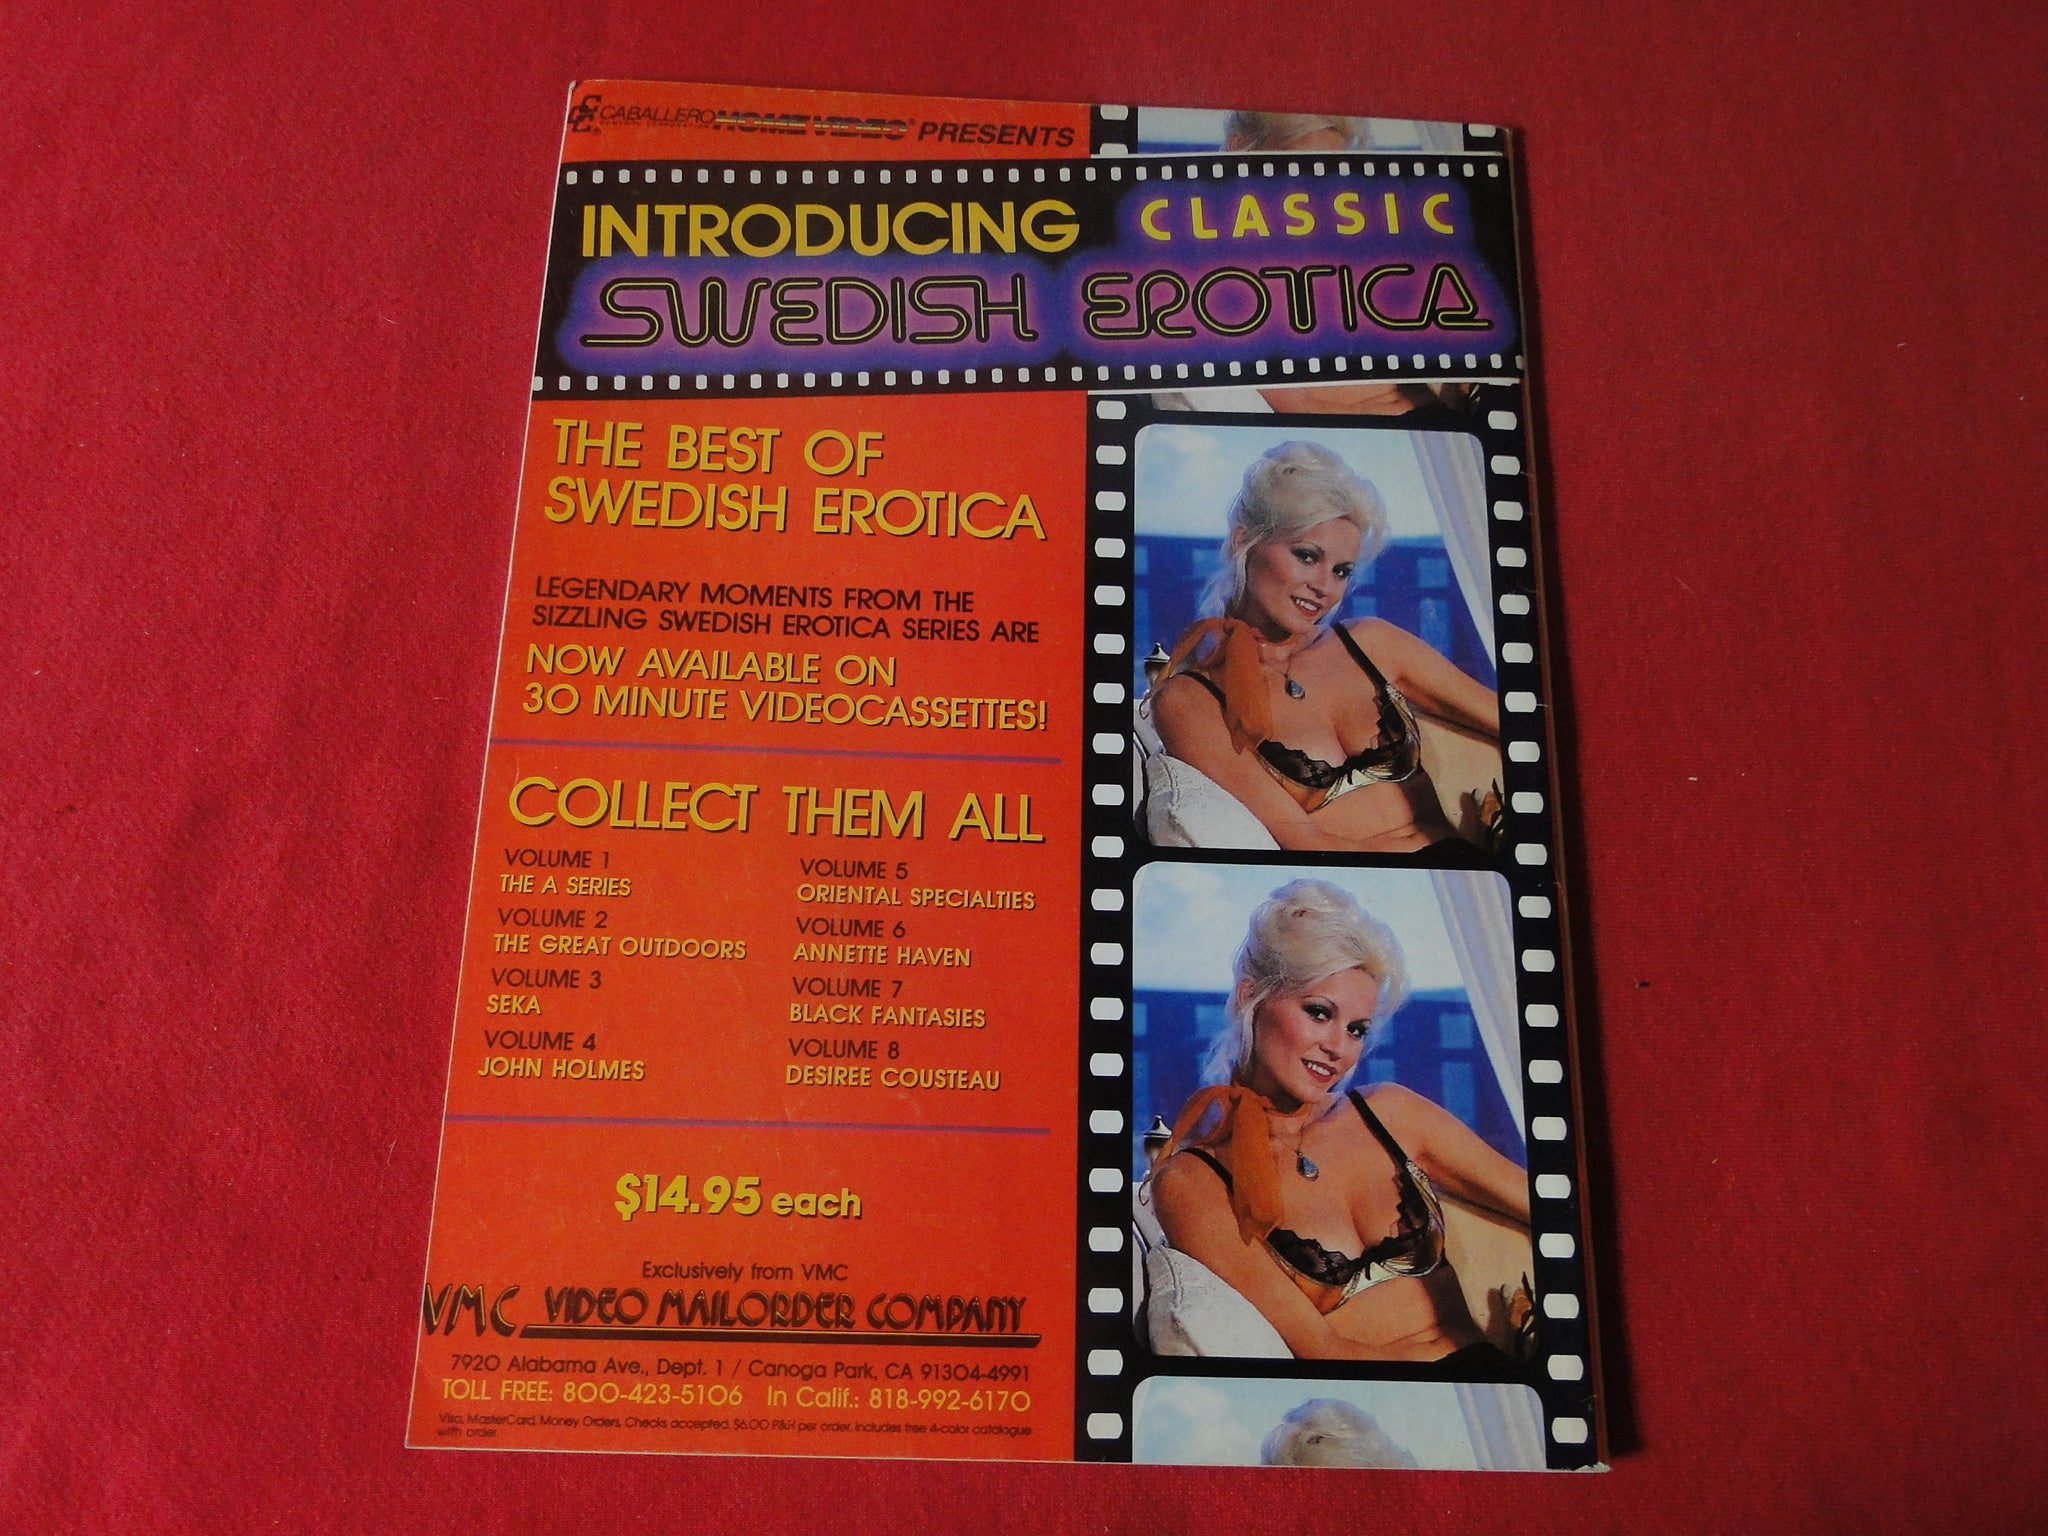 CABALLERO HOME VIDEO® PRESENTS
CONTROL CORPORATION
INTRODUCING CLASSIC
SWEDISH EROTICA
THE BEST OF
SWEDISH EROTICA
LEGENDARY MOMENTS FROM THE
SIZZLING SWEDISH EROTICA SERIES ARE
NOW AVAILABLE ON
30 MINUTE VIDEOCASSETTES!
COLLECT THEM ALL
VOLUME 1
THE A SERIES
VOLUME 2
THE GREAT OUTDOORS
VOLUME 3
SEKA
VOLUME 4
JOHN HOLMES
VOLUME 5
ORIENTAL SPECIALTIES
VOLUME 6
ANNETTE HAVEN
VOLUME 7
BLACK FANTASIES
VOLUME 8
DESIREE COUSTEAU
$14.95 each
Exclusively from VMC
VMC VIDEO MAILORDER COMPANY
7920 Alabama Ave., Dept. 1 / Canoga Park, CA 91304-4991
TOLL FREE: 800-423-5106 In Calif.: 818-992-6170
Visa, MasterCard, Money Orders, Checks accepted. $6.00 P&H per order, includes free 4-color catalogue
with order.